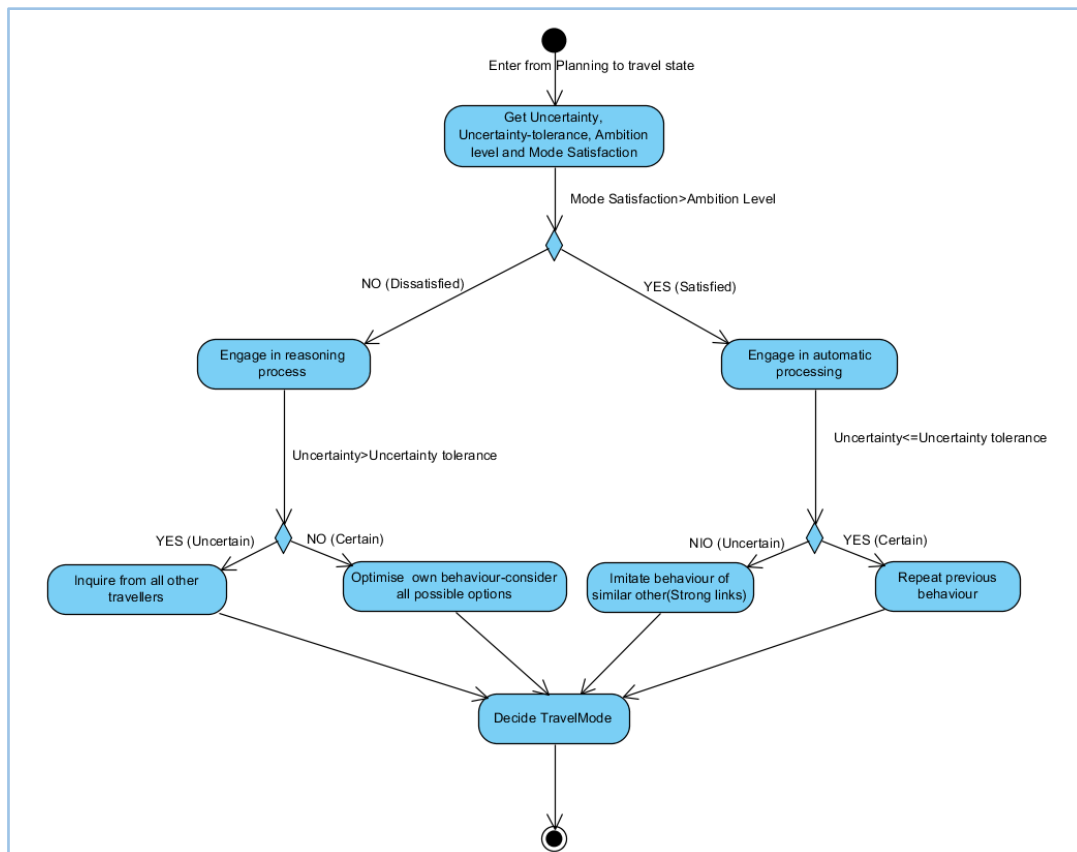 Enter from Planning to travel state
Get Uncertainty,
Uncertainty-tolerance, Ambition
level and Mode Satisfaction
Mode Satisfaction>Ambition Level
NO (Dissatisfied)
YES (Satisfied)
Engage in reasoning
process
Engage in automatic
processing
Uncertainty>Uncertainty tolerance
Uncertainty<=Uncertainty tolerance
YES (Uncertain)
NO (Certain)
NIO (Uncertain)
YES (Certain)
Inquire from all other
travellers
Optimise own behaviour-consider
all possible options
Imitate behaviour of
similar other(Strong links)
Repeat previous
behaviour
Decide TravelMode